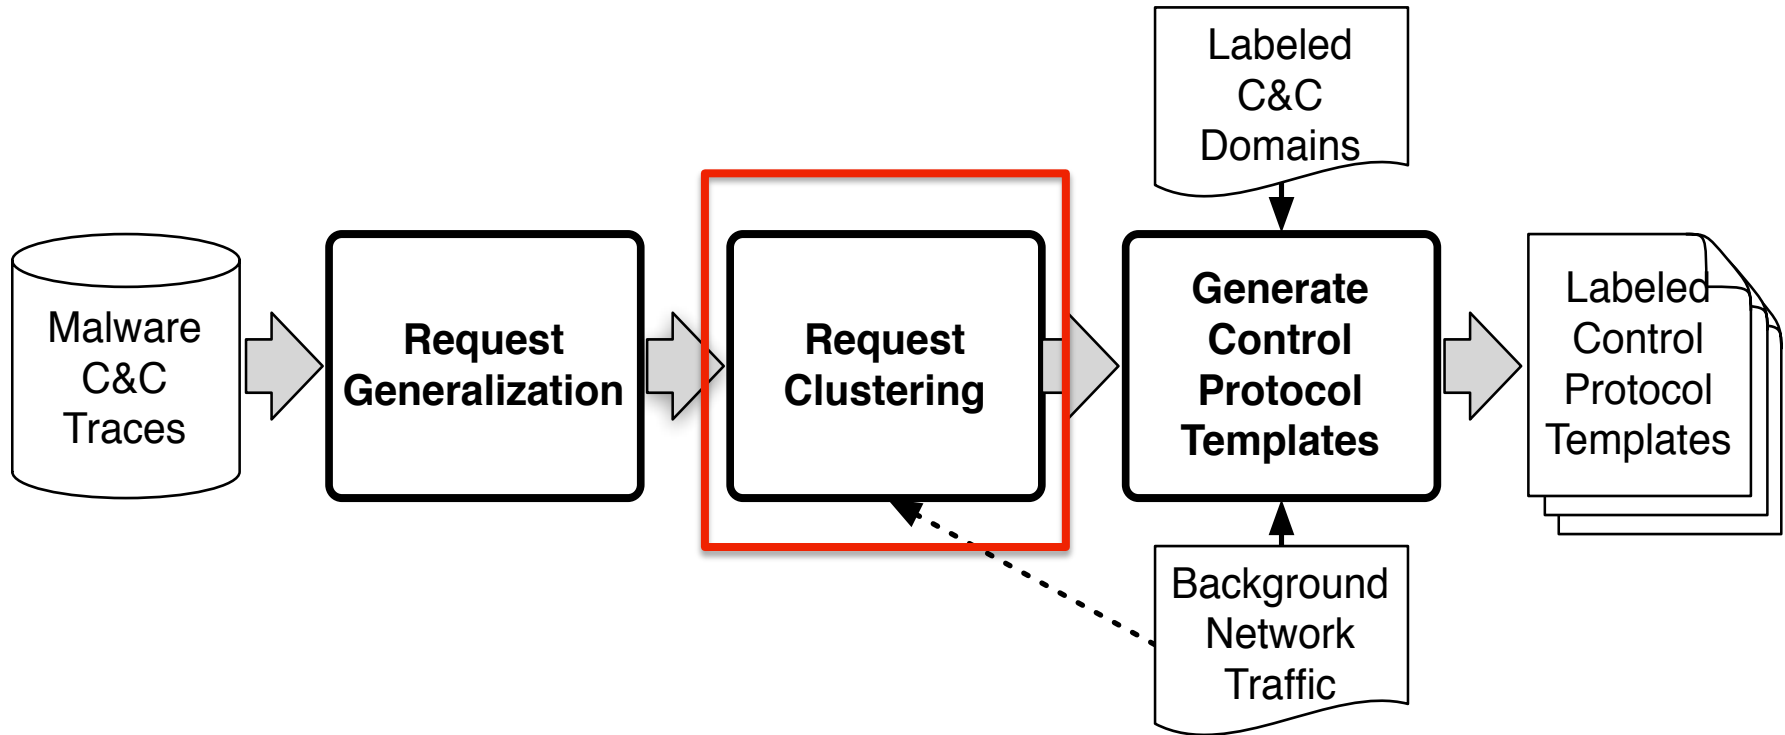 Labeled
C&C
Domains
Malware
C&C
Traces
Request
Generalization
Request
Clustering
Generate
Control
Protocol
Templates
Labeled
Control
Protocol
Templates
Background
Network
Traffic